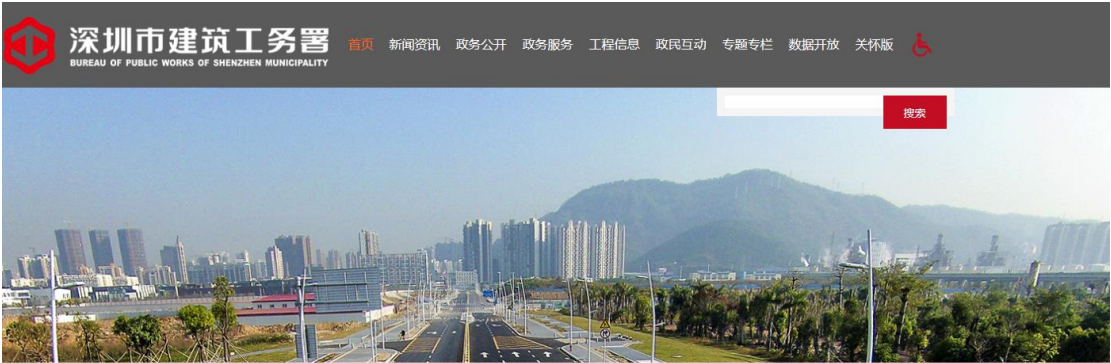 深圳市建筑工务署
BUREAU OF PUBLIC WORKS OF SHENZHEN MUNICIPALITY
首页 新闻资讯 政务公开 政务服务 工程信息 政民互动 专题专栏 数据开放 关怀版
搜索